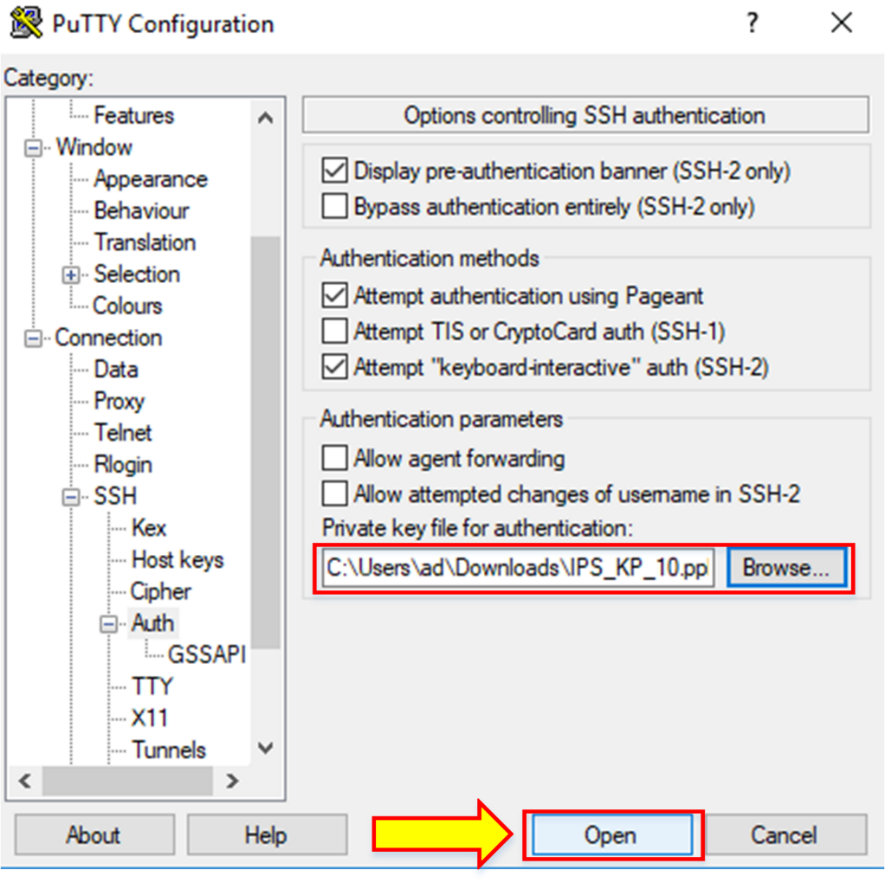 PuTTY Configuration
?
Category:
Features
Window
Appearance
Behaviour
Translation
Selection
Colours
Connection
Data
Proxy
Telnet
Rlogin
SSH
Kex
Host keys
Cipher
Auth
GSSAPI
TTY
X11
Tunnels
Options controlling SSH authentication
Display pre-authentication banner (SSH-2 only)
Bypass authentication entirely (SSH-2 only)
Authentication methods
Attempt authentication using Pageant
Attempt TIS or CryptoCard auth (SSH-1)
Attempt "keyboard-interactive" auth (SSH-2)
Authentication parameters
Allow agent forwarding
Allow attempted changes of username in SSH-2
Private key file for authentication:
C:\Users\ad\Downloads\IPS_KP_10.pp Browse...
About Help Open Cancel